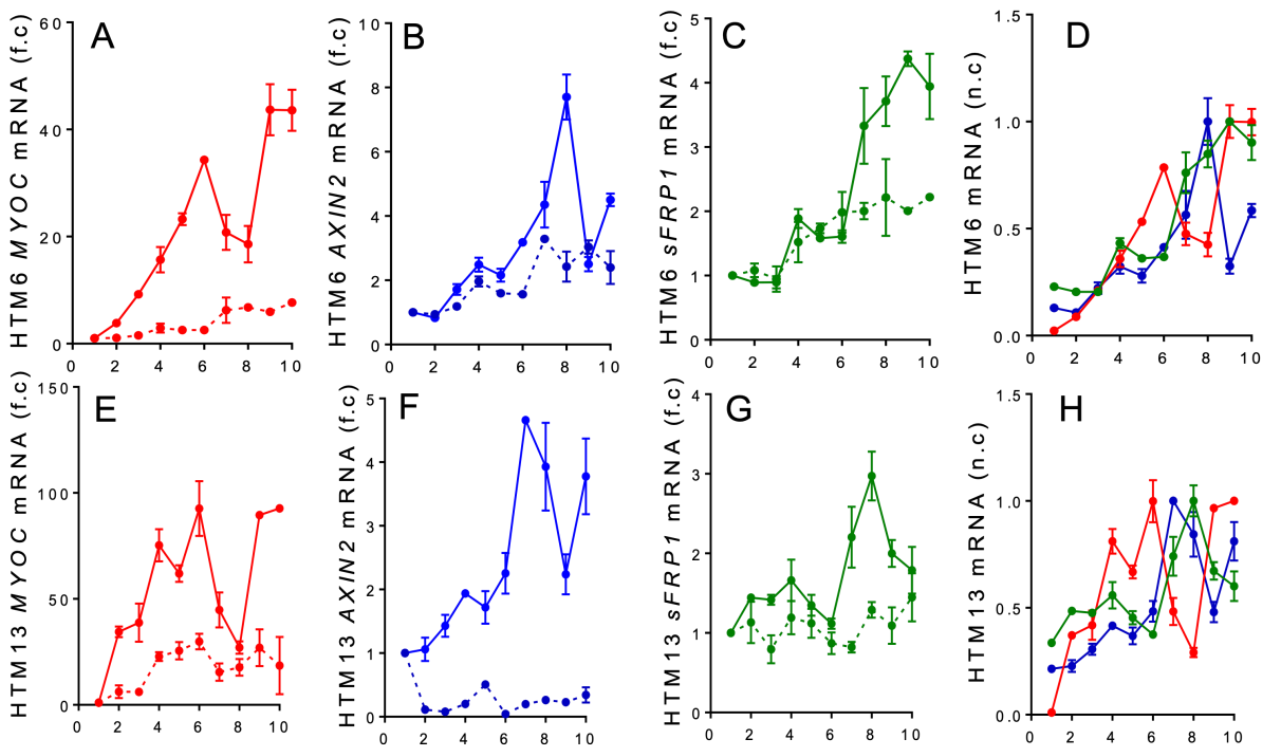 A
HTM6 MYOC mRNA (f.c)
60
40
20
0
0 2 4 6 8 10
B
HTM6 AXIN2 mRNA (f.c)
10
8
6
4
2
0
0 2 4 6 8 10
C
HTM6 sFRP1 mRNA (f.c)
5
4
3
2
1
0
0 2 4 6 8 10
D
HTM6 mRNA (n.c)
1.5
1.0
0.5
0.0
0 2 4 6 8 10
E
HTM13 MYOC mRNA (f.c)
150
100
50
0
0 2 4 6 8 10
F
HTM13 AXIN2 mRNA (f.c)
5
4
3
2
1
0
0 2 4 6 8 10
G
HTM13 sFRP1 mRNA (f.c)
4
3
2
1
0
0 2 4 6 8 10
H
HTM13 mRNA (n.c)
1.5
1.0
0.5
0.0
0 2 4 6 8 10